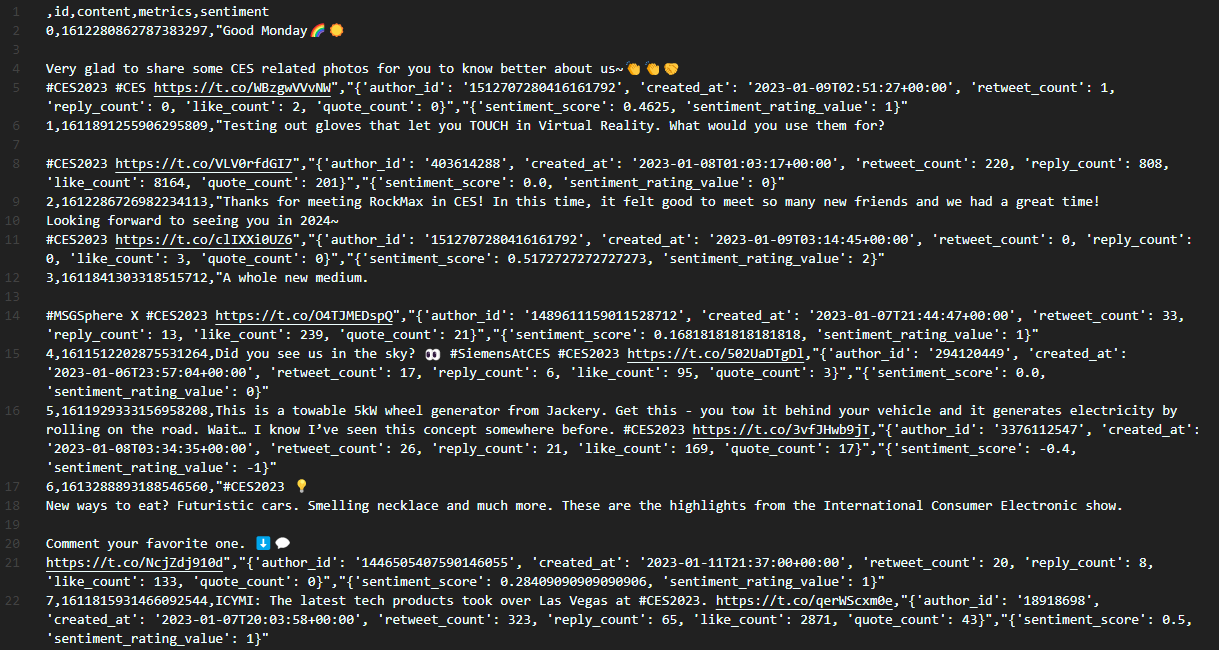 1 ,id,content,metrics,sentiment
2 0,1612280862787383297,"Good Monday🌈☀️
3
4 Very glad to share some CES related photos for you to know better about us~👏👏🤝
5 #CES2023 #CES https://t.co/WBzgwVVvNW","{'author_id': '1512707280416161792', 'created_at': '2023-01-09T02:51:27+00:00', 'retweet_count': 1,
'reply_count': 0, 'like_count': 2, 'quote_count': 0}","{'sentiment_score': 0.4625, 'sentiment_rating_value': 1}"
6 1,1611891255906295809,"Testing out gloves that let you TOUCH in Virtual Reality. What would you use them for?
7
8 #CES2023 https://t.co/VLV0rfdGI7","{'author_id': '403614288', 'created_at': '2023-01-08T01:03:17+00:00', 'retweet_count': 220, 'reply_count': 808,
'like_count': 8164, 'quote_count': 201}","{'sentiment_score': 0.0, 'sentiment_rating_value': 0}"
9 2,1612286726982234113,"Thanks for meeting RockMax in CES! In this time, it felt good to meet so many new friends and we had a great time!
10 Looking forward to seeing you in 2024~
11 #CES2023 https://t.co/clIXXi0UZ6","{'author_id': '1512707280416161792', 'created_at': '2023-01-09T03:14:45+00:00', 'retweet_count': 0, 'reply_count':
0, 'like_count': 3, 'quote_count': 0}","{'sentiment_score': 0.5172727272727273, 'sentiment_rating_value': 2}"
12 3,1611841303318515712,"A whole new medium.
13
14 #MSGSphere X #CES2023 https://t.co/O4TJMEDspQ","{'author_id': '1489611159011528712', 'created_at': '2023-01-07T21:44:47+00:00', 'retweet_count': 33,
'reply_count': 13, 'like_count': 239, 'quote_count': 21}","{'sentiment_score': 0.16818181818181818, 'sentiment_rating_value': 1}"
15 4,1611512202875531264,Did you see us in the sky? 👀 #SiemensAtCES #CES2023 https://t.co/502UaDTgDl,"{'author_id': '294120449', 'created_at':
'2023-01-06T23:57:04+00:00', 'retweet_count': 17, 'reply_count': 6, 'like_count': 95, 'quote_count': 3}","{'sentiment_score': 0.0,
'sentiment_rating_value': 0}"
16 5,1611929333156958208,This is a towable 5kW wheel generator from Jackery. Get this - you tow it behind your vehicle and it generates electricity by
rolling on the road. Wait… I know I’ve seen this concept somewhere before. #CES2023 https://t.co/3vfJHwb9jT,"{'author_id': '3376112547', 'created_at':
'2023-01-08T03:34:35+00:00', 'retweet_count': 26, 'reply_count': 21, 'like_count': 169, 'quote_count': 17}","{'sentiment_score': -0.4,
'sentiment_rating_value': -1}"
17 6,1613288893188546560,"#CES2023 💡
18 New ways to eat? Futuristic cars. Smelling necklace and much more. These are the highlights from the International Consumer Electronic show.
19
20 Comment your favorite one. ⬇️💬
21 https://t.co/NcjZdj910d","{'author_id': '1446505407590146055', 'created_at': '2023-01-11T21:37:00+00:00', 'retweet_count': 20, 'reply_count': 8,
'like_count': 133, 'quote_count': 0}","{'sentiment_score': 0.28409090909090906, 'sentiment_rating_value': 1}"
22 7,1611815931466092544,ICYMI: The latest tech products took over Las Vegas at #CES2023. https://t.co/qerWScxm0e,"{'author_id': '18918698',
'created_at': '2023-01-07T20:03:58+00:00', 'retweet_count': 323, 'reply_count': 65, 'like_count': 2871, 'quote_count': 43}","{'sentiment_score': 0.5,
'sentiment_rating_value': 1}"